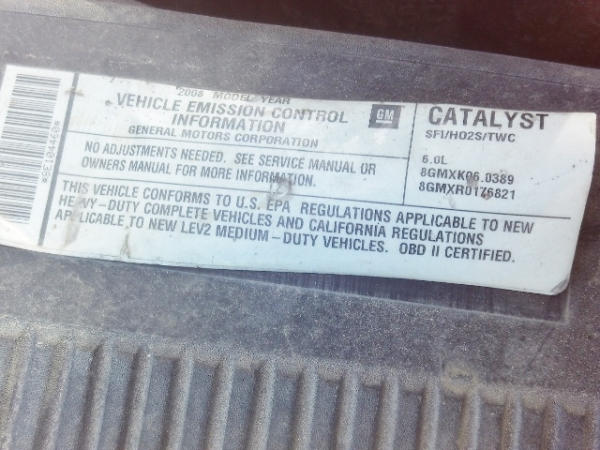 2008 MODEL YEAR
VEHICLE EMISSION CONTROL
INFORMATION
GENERAL MOTORS CORPORATION
GM
CATALYST
SFI/HO2S/TWC
6.0L
8GMXK06.0389
8GMXR0176821
NO ADJUSTMENTS NEEDED. SEE SERVICE MANUAL OR
OWNERS MANUAL FOR MORE INFORMATION.
THIS VEHICLE CONFORMS TO U.S. EPA REGULATIONS APPLICABLE TO NEW
HEAVY-DUTY COMPLETE VEHICLES AND CALIFORNIA REGULATIONS
APPLICABLE TO NEW LEV2 MEDIUM-DUTY VEHICLES. OBD II CERTIFIED.